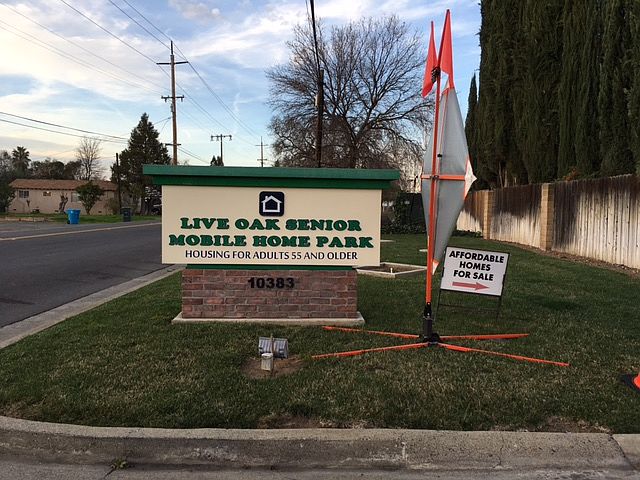 LIVE OAK SENIOR
MOBILE HOME PARK
HOUSING FOR ADULTS 55 AND OLDER
10383
AFFORDABLE
HOMES
FOR SALE